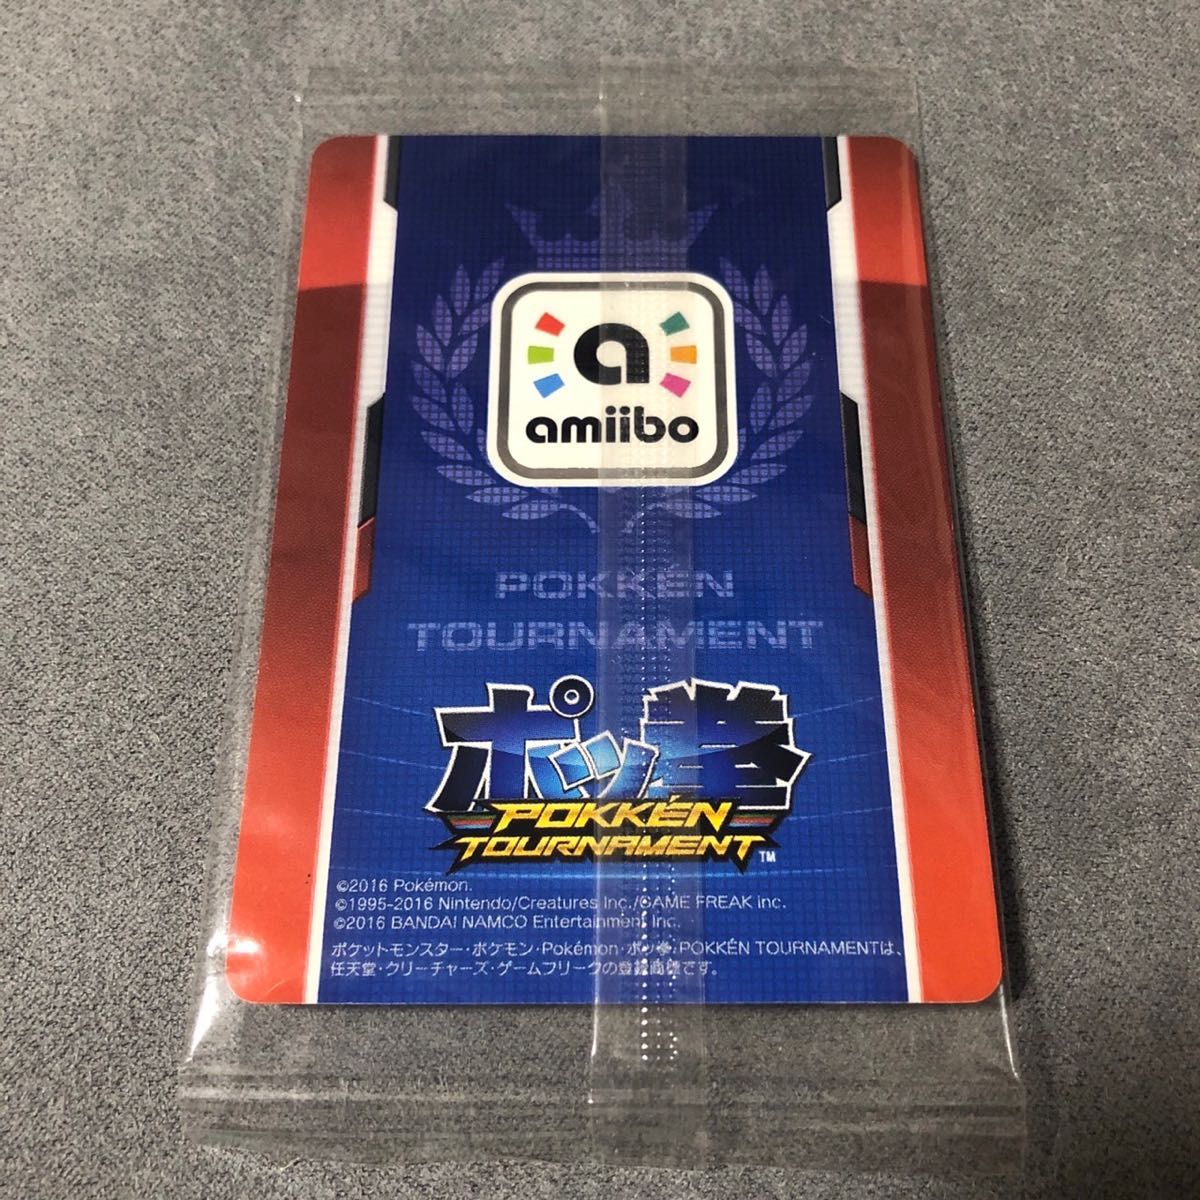 a
amiibo
POKKÉN
TOURNAMENT
ポッ拳
POKKÉN
TOURNAMENT™
©2016 Pokémon.
©1995-2016 Nintendo/Creatures Inc./GAME FREAK inc.
©2016 BANDAI NAMCO Entertainment Inc.
ポケットモンスター・ポケモン・Pokémon・ポッ拳・POKKÉN TOURNAMENTは、
任天堂・クリーチャーズ・ゲームフリークの登録商標です。